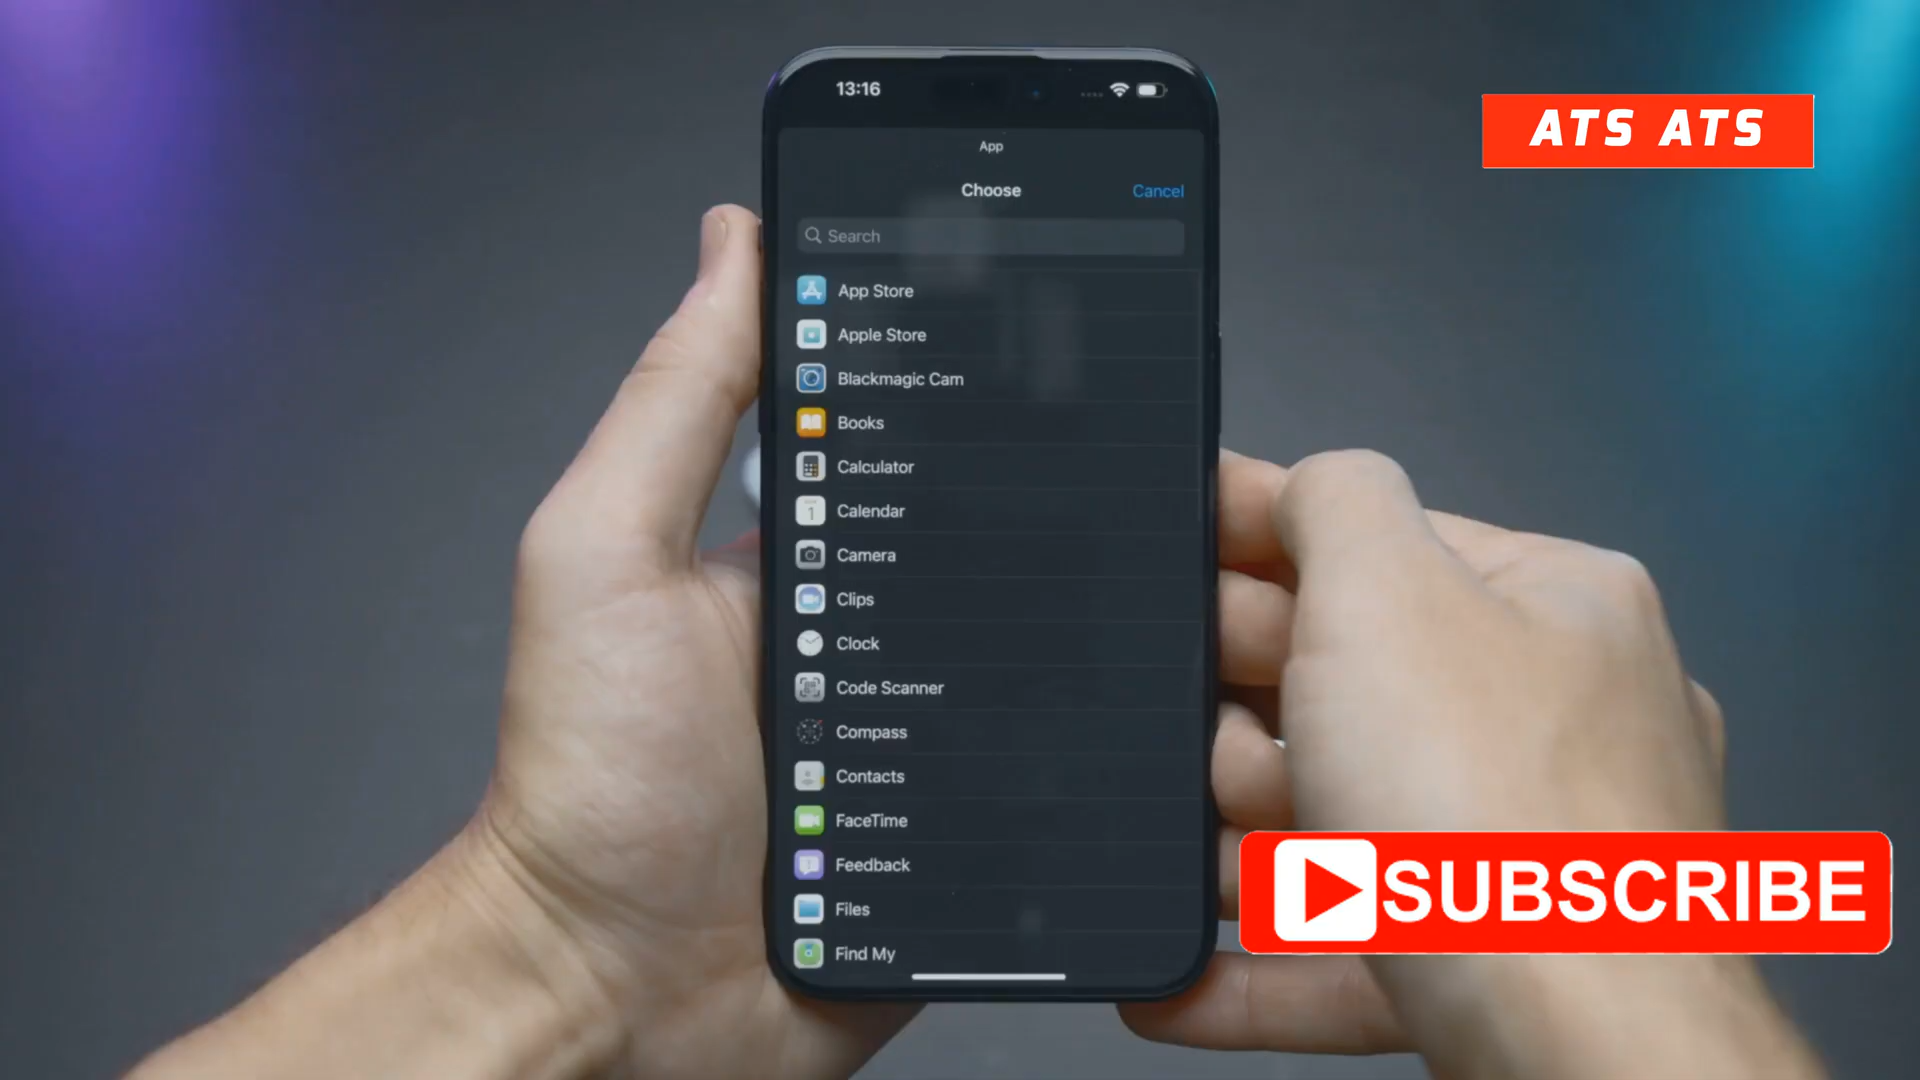 13:16
ATS ATS
App
Choose
Cancel
Search
App Store
Apple Store
Blackmagic Cam
Books
Calculator
1
Calendar
Camera
Clips
Clock
Code Scanner
Compass
Contacts
FaceTime
Feedback
Files
Find My
SUBSCRIBE